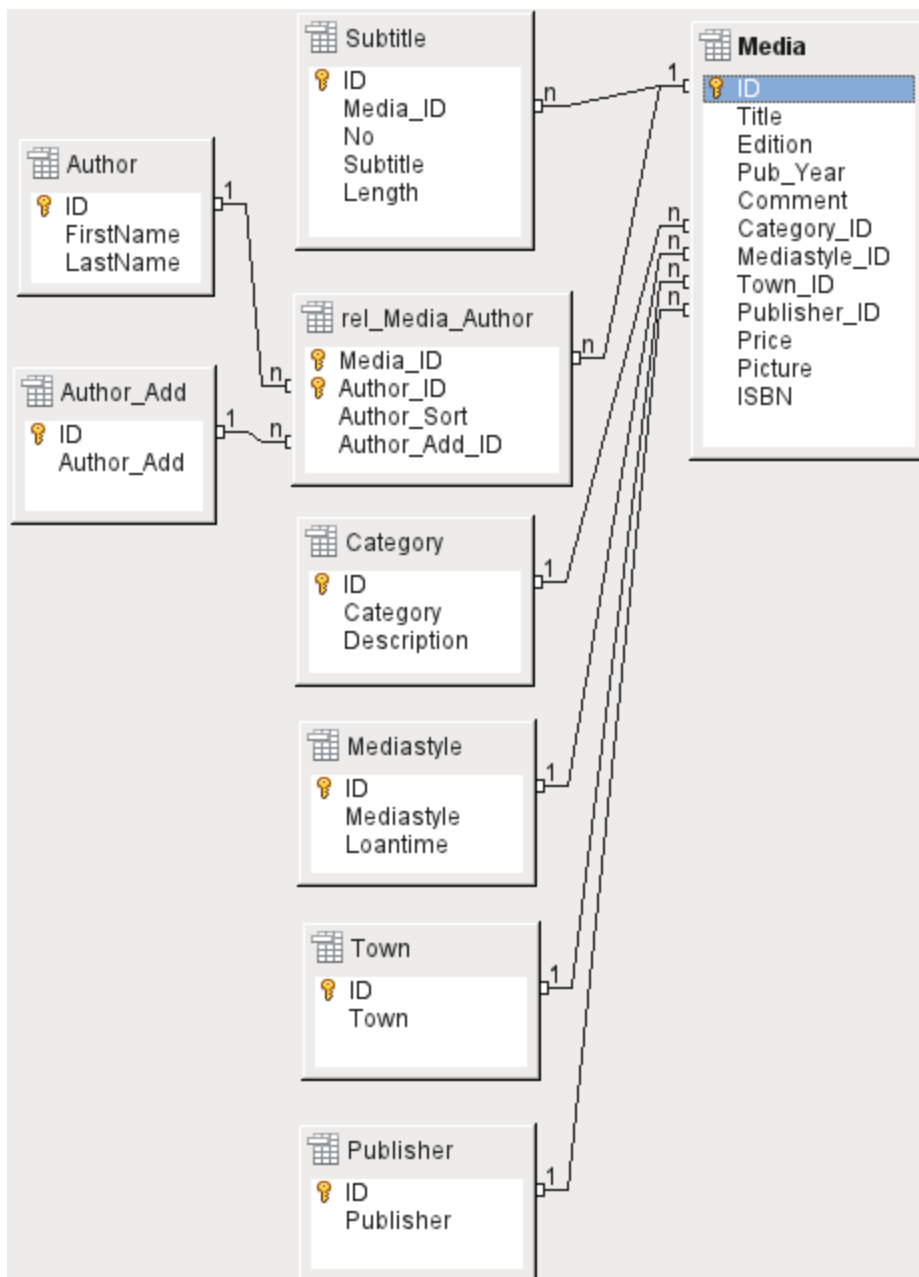 Subtitle
ID
Media_ID
No
Subtitle
Length
n
1
Media
ID
Title
Edition
Pub_Year
Comment
Category_ID
Mediastyle_ID
Town_ID
Publisher_ID
Price
Picture
ISBN
n
n
n
n
Author
ID
FirstName
LastName
1
n
rel_Media_Author
Media_ID
Author_ID
Author_Sort
Author_Add_ID
n
Author_Add
ID
Author_Add
1
n
Category
ID
Category
Description
1
Mediastyle
ID
Mediastyle
Loantime
1
Town
ID
Town
1
Publisher
ID
Publisher
1